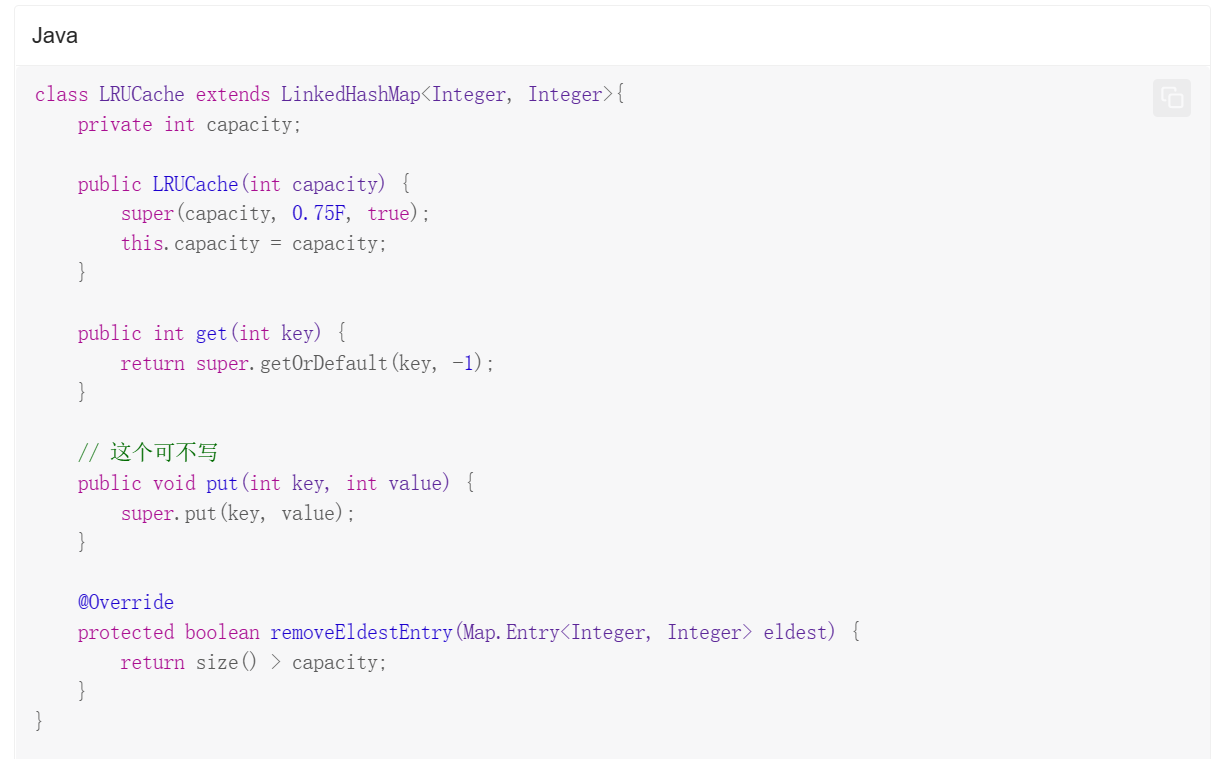 Java
class LRUCache extends LinkedHashMap<Integer, Integer>{
    private int capacity;

    public LRUCache(int capacity) {
        super(capacity, 0.75F, true);
        this.capacity = capacity;
    }

    public int get(int key) {
        return super.getOrDefault(key, -1);
    }

    // 这个可不写
    public void put(int key, int value) {
        super.put(key, value);
    }

    @Override
    protected boolean removeEldestEntry(Map.Entry<Integer, Integer> eldest) {
        return size() > capacity;
    }
}